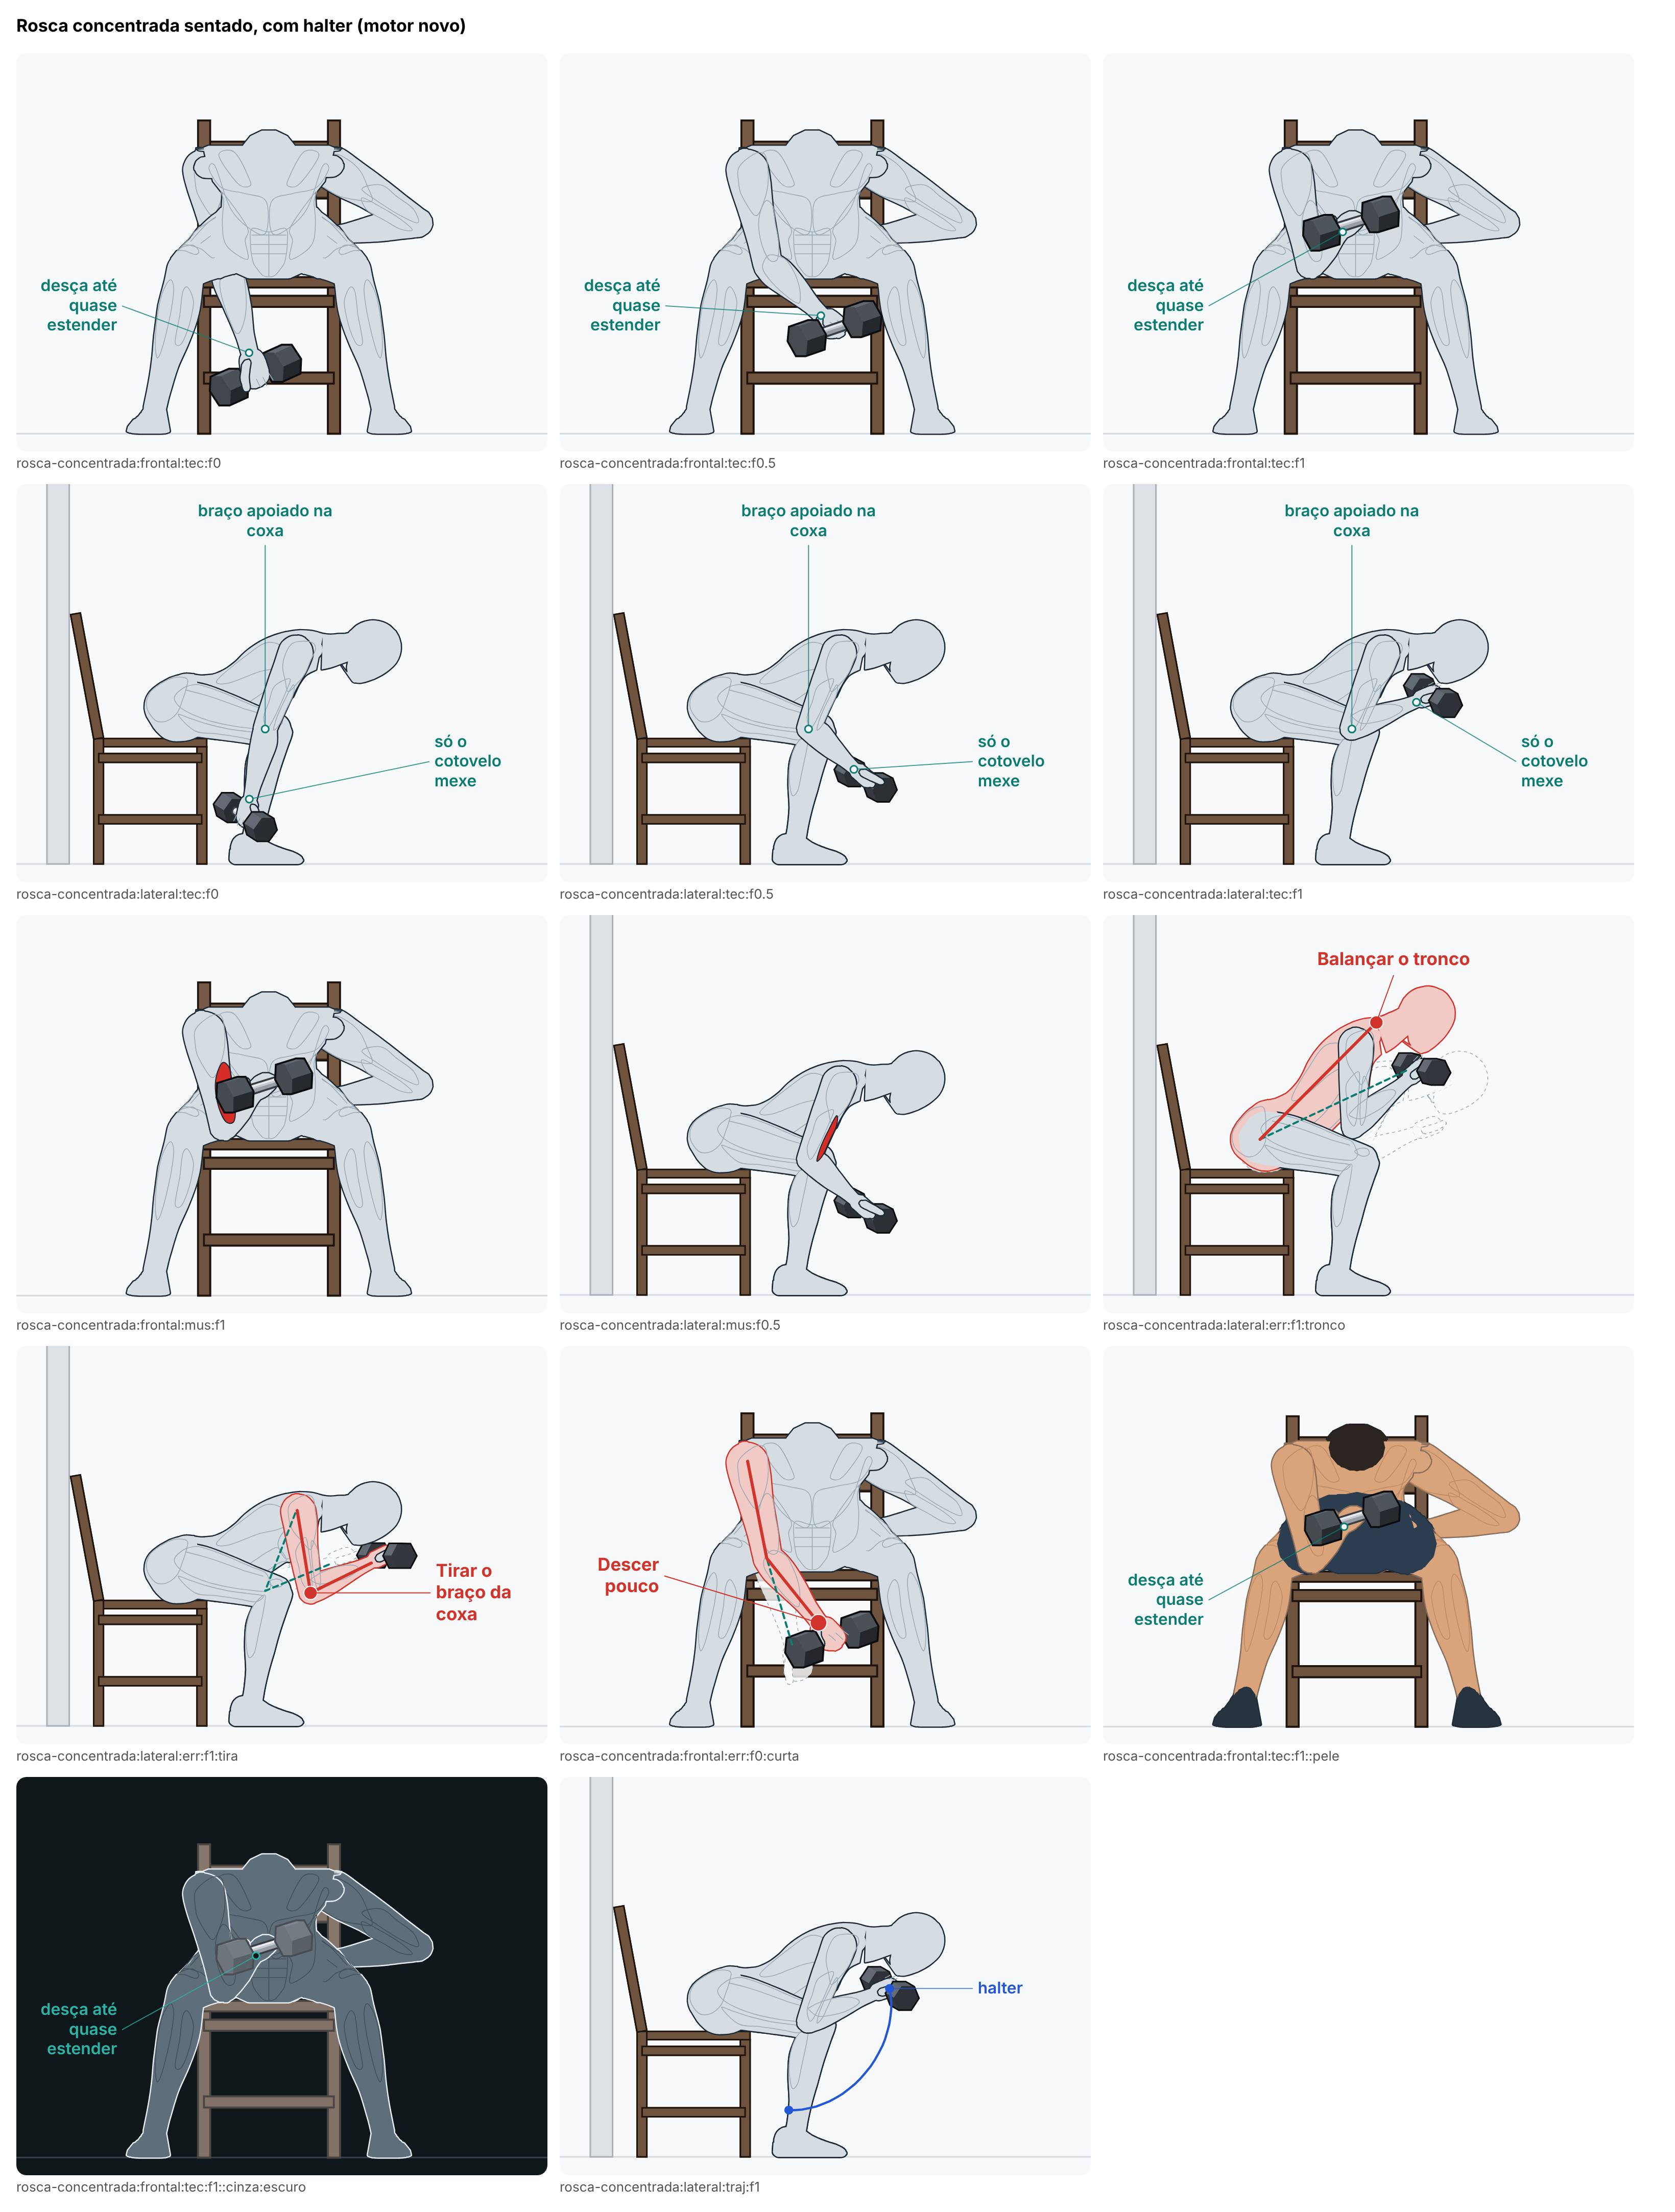 Rosca concentrada sentado, com halter (motor novo)
desça até
quase
estender
desça até
quase
estender
desça até
quase
estender
rosca-concentrada:frontal:tec:f0
rosca-concentrada:frontal:tec:f0.5
rosca-concentrada:frontal:tec:f1
braço apoiado na
coxa
só o
cotovelo
mexe
braço apoiado na
coxa
só o
cotovelo
mexe
braço apoiado na
coxa
só o
cotovelo
mexe
rosca-concentrada:lateral:tec:f0
rosca-concentrada:lateral:tec:f0.5
rosca-concentrada:lateral:tec:f1
Balançar o tronco
rosca-concentrada:frontal:mus:f1
rosca-concentrada:lateral:mus:f0.5
rosca-concentrada:lateral:err:f1:tronco
Tirar o
braço da
coxa
Descer
pouco
desça até
quase
estender
rosca-concentrada:lateral:err:f1:tira
rosca-concentrada:frontal:err:f0:curta
rosca-concentrada:frontal:tec:f1::pele
desça até
quase
estender
halter
rosca-concentrada:frontal:tec:f1::cinza:escuro
rosca-concentrada:lateral:traj:f1